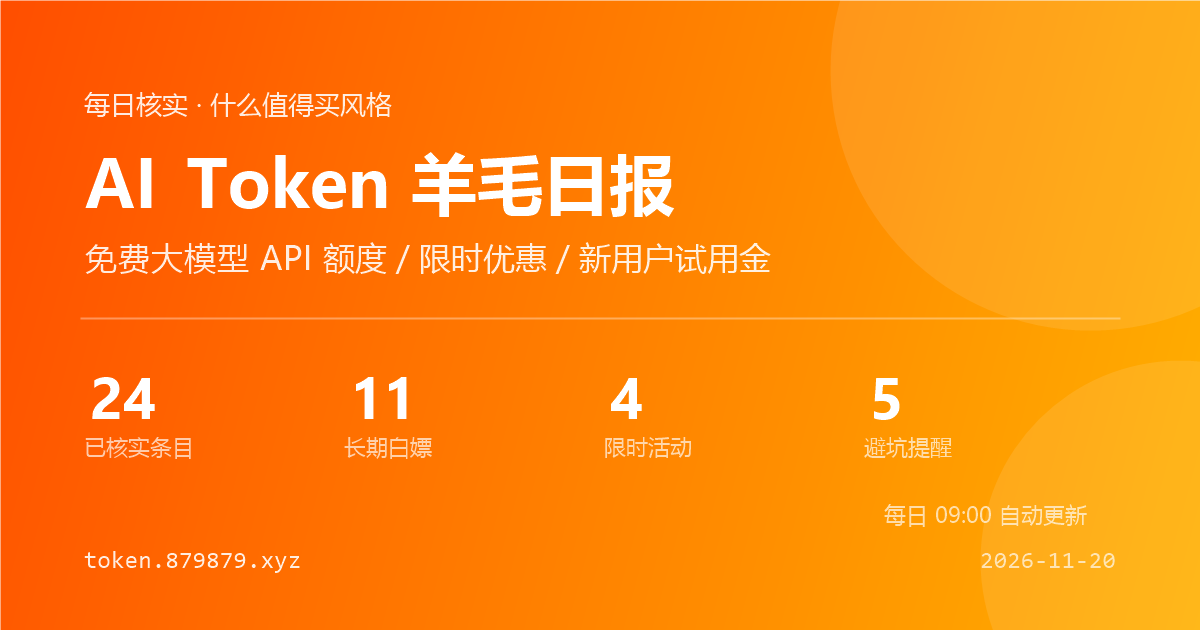 每日核实 · 什么值得买风格
AI Token 羊毛日报
免费大模型 API 额度 / 限时优惠 / 新用户试用金
24
已核实条目
11
长期白嫖
4
限时活动
5
避坑提醒
每日 09:00 自动更新
token.879879.xyz
2026-11-20